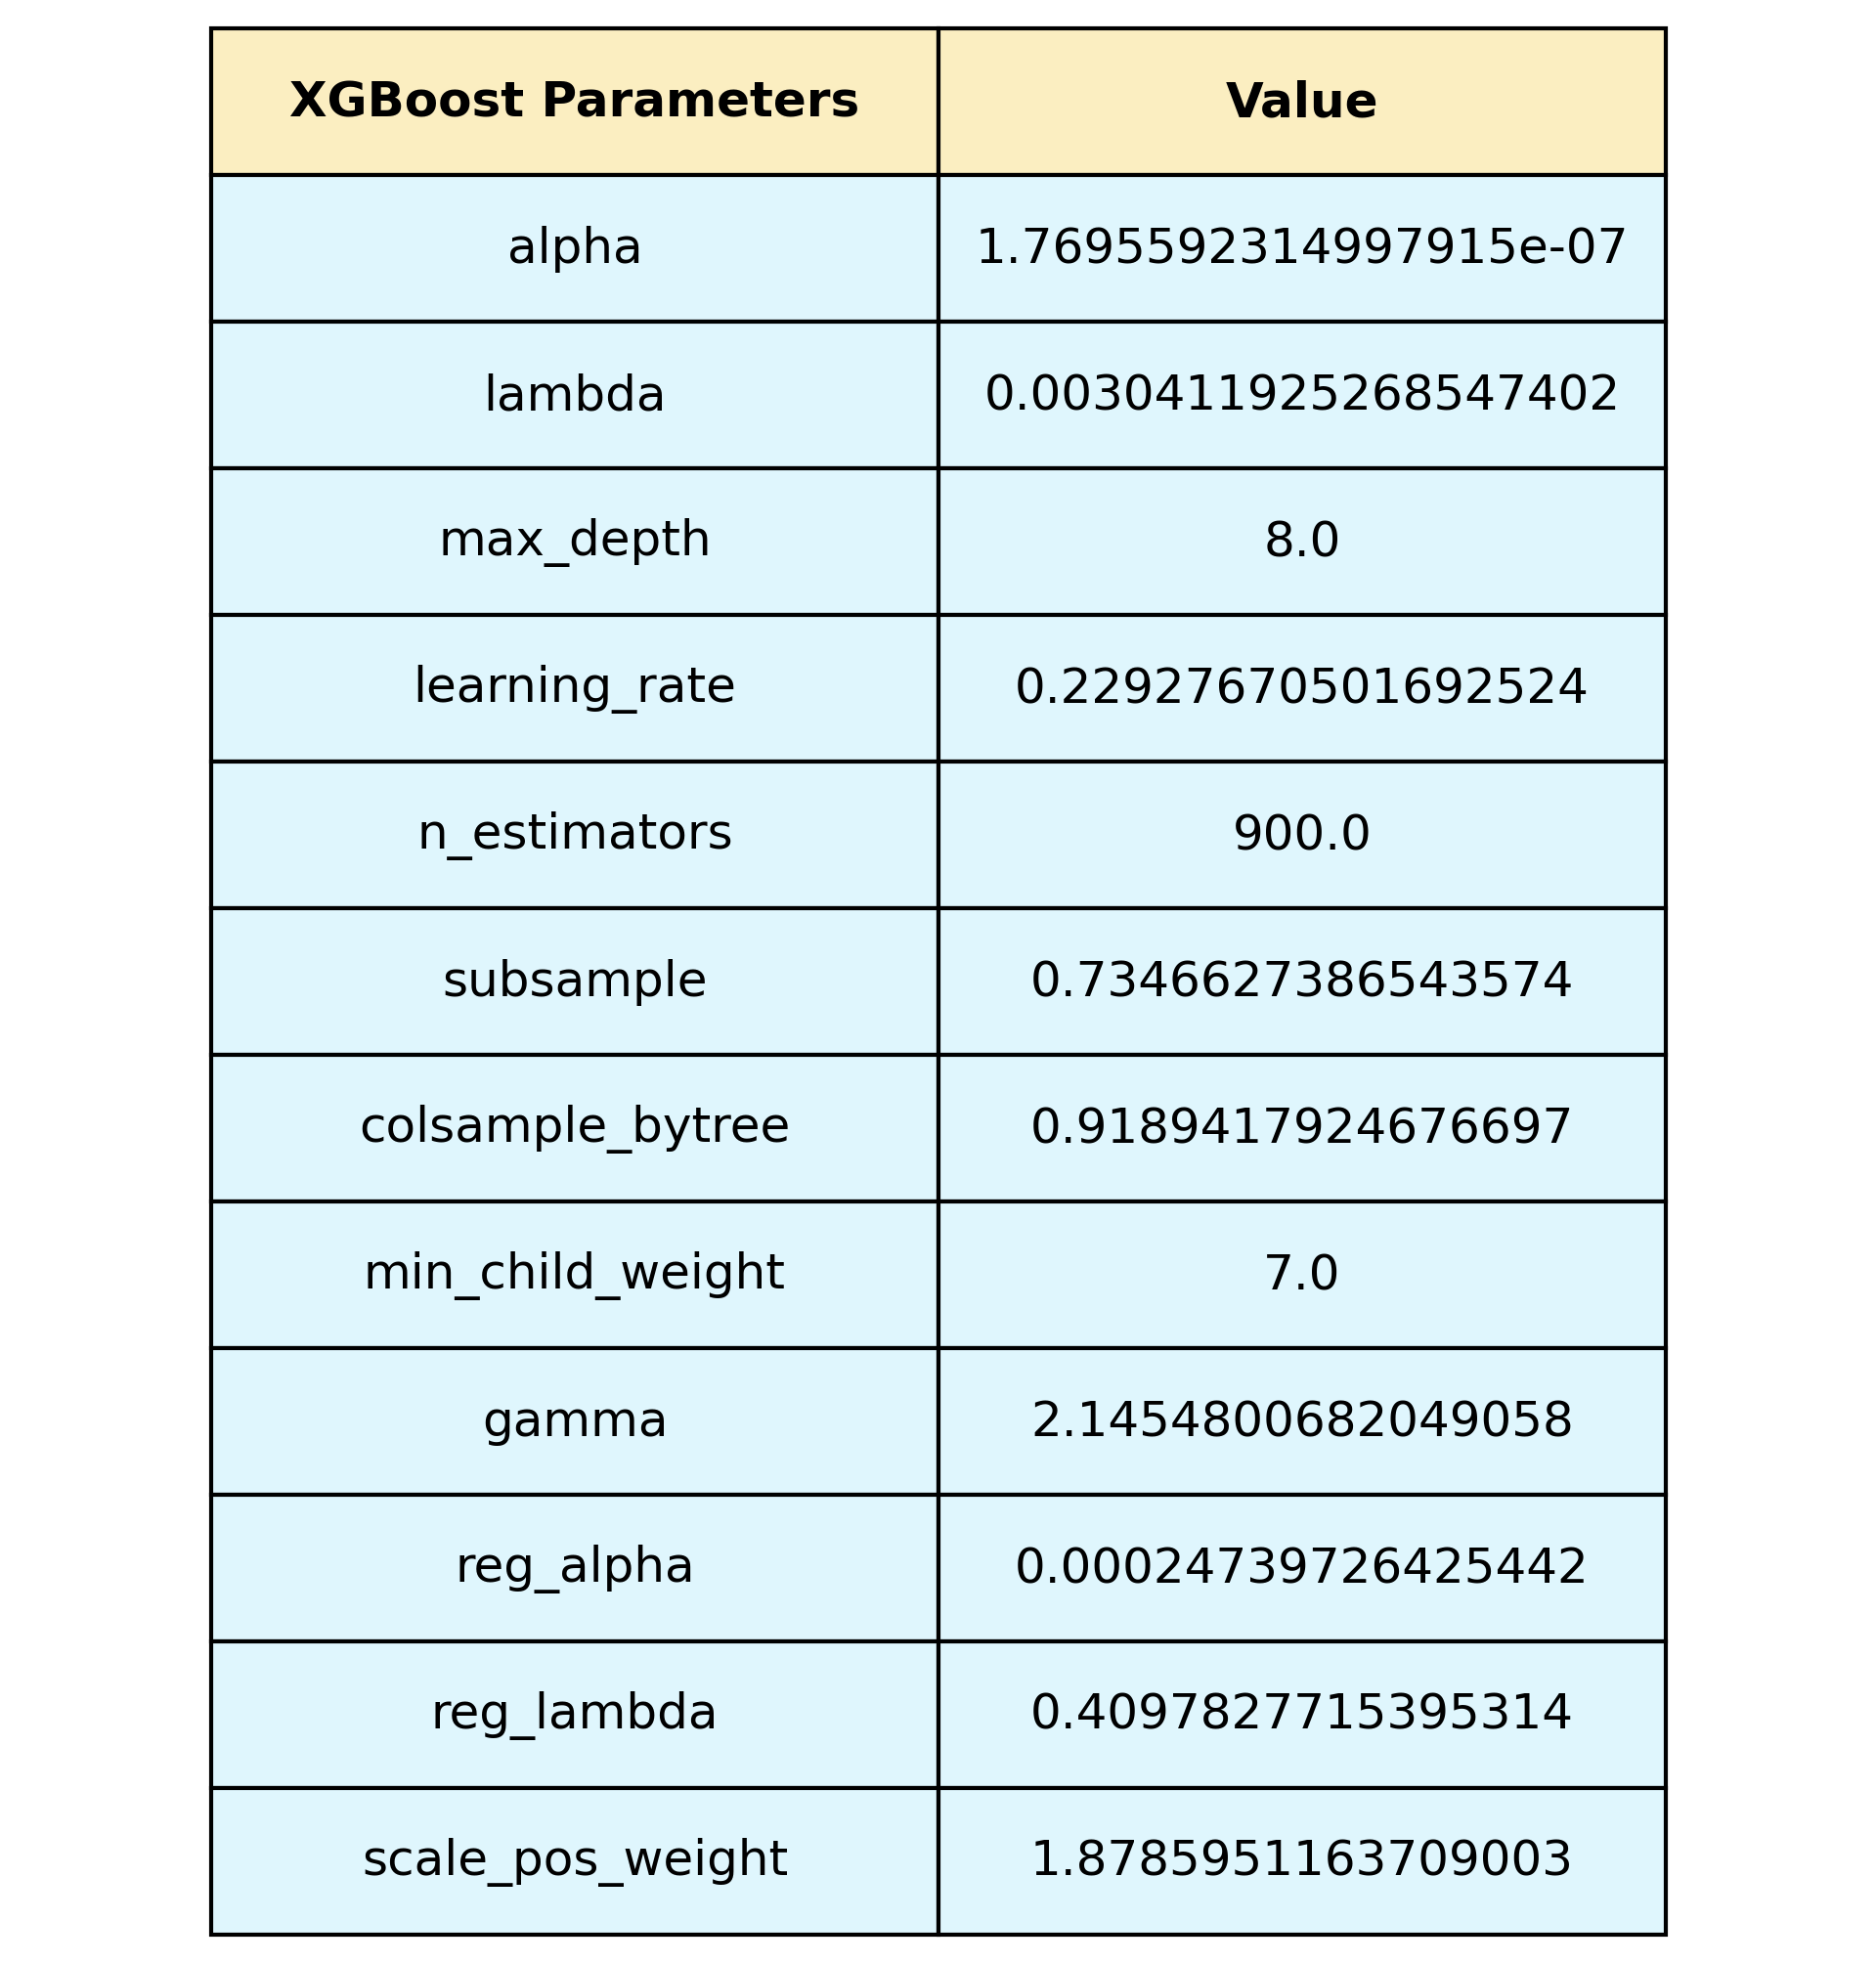 XGBoost Parameters Value
alpha 1.7695592314997915e-07
lambda 0.0030411925268547402
max_depth 8.0
learning_rate 0.22927670501692524
n_estimators 900.0
subsample 0.7346627386543574
colsample_bytree 0.9189417924676697
min_child_weight 7.0
gamma 2.1454800682049058
reg_alpha 0.00024739726425442
reg_lambda 0.4097827715395314
scale_pos_weight 1.8785951163709003